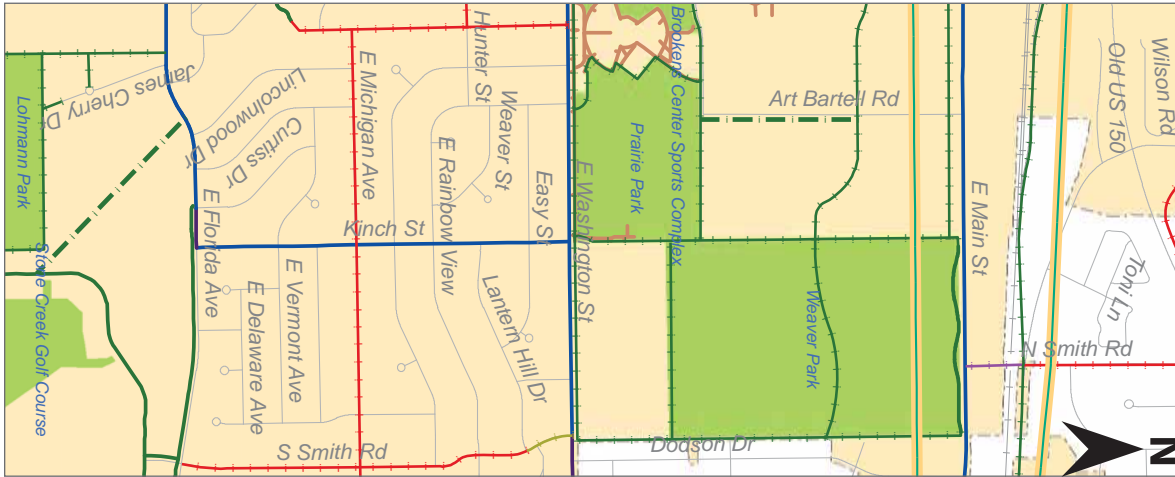 Hunter St
Brookens Center Sports Complex
Wilson Rd
Old US 150
E Michigan Ave
James Cherry Dr
Lincolnwood Dr
Art Bartell Rd
Weaver St
Lohmann Park
Curtiss Dr
Prairie Park
E Rainbow View
Easy St
E Washington St
E Florida Ave
Kinch St
E Main St
Stone Creek Golf Course
E Vermont Ave
E Delaware Ave
Lantern Hill Dr
Weaver Park
Toni Ln
N Smith Rd
S Smith Rd
Dodson Dr
N